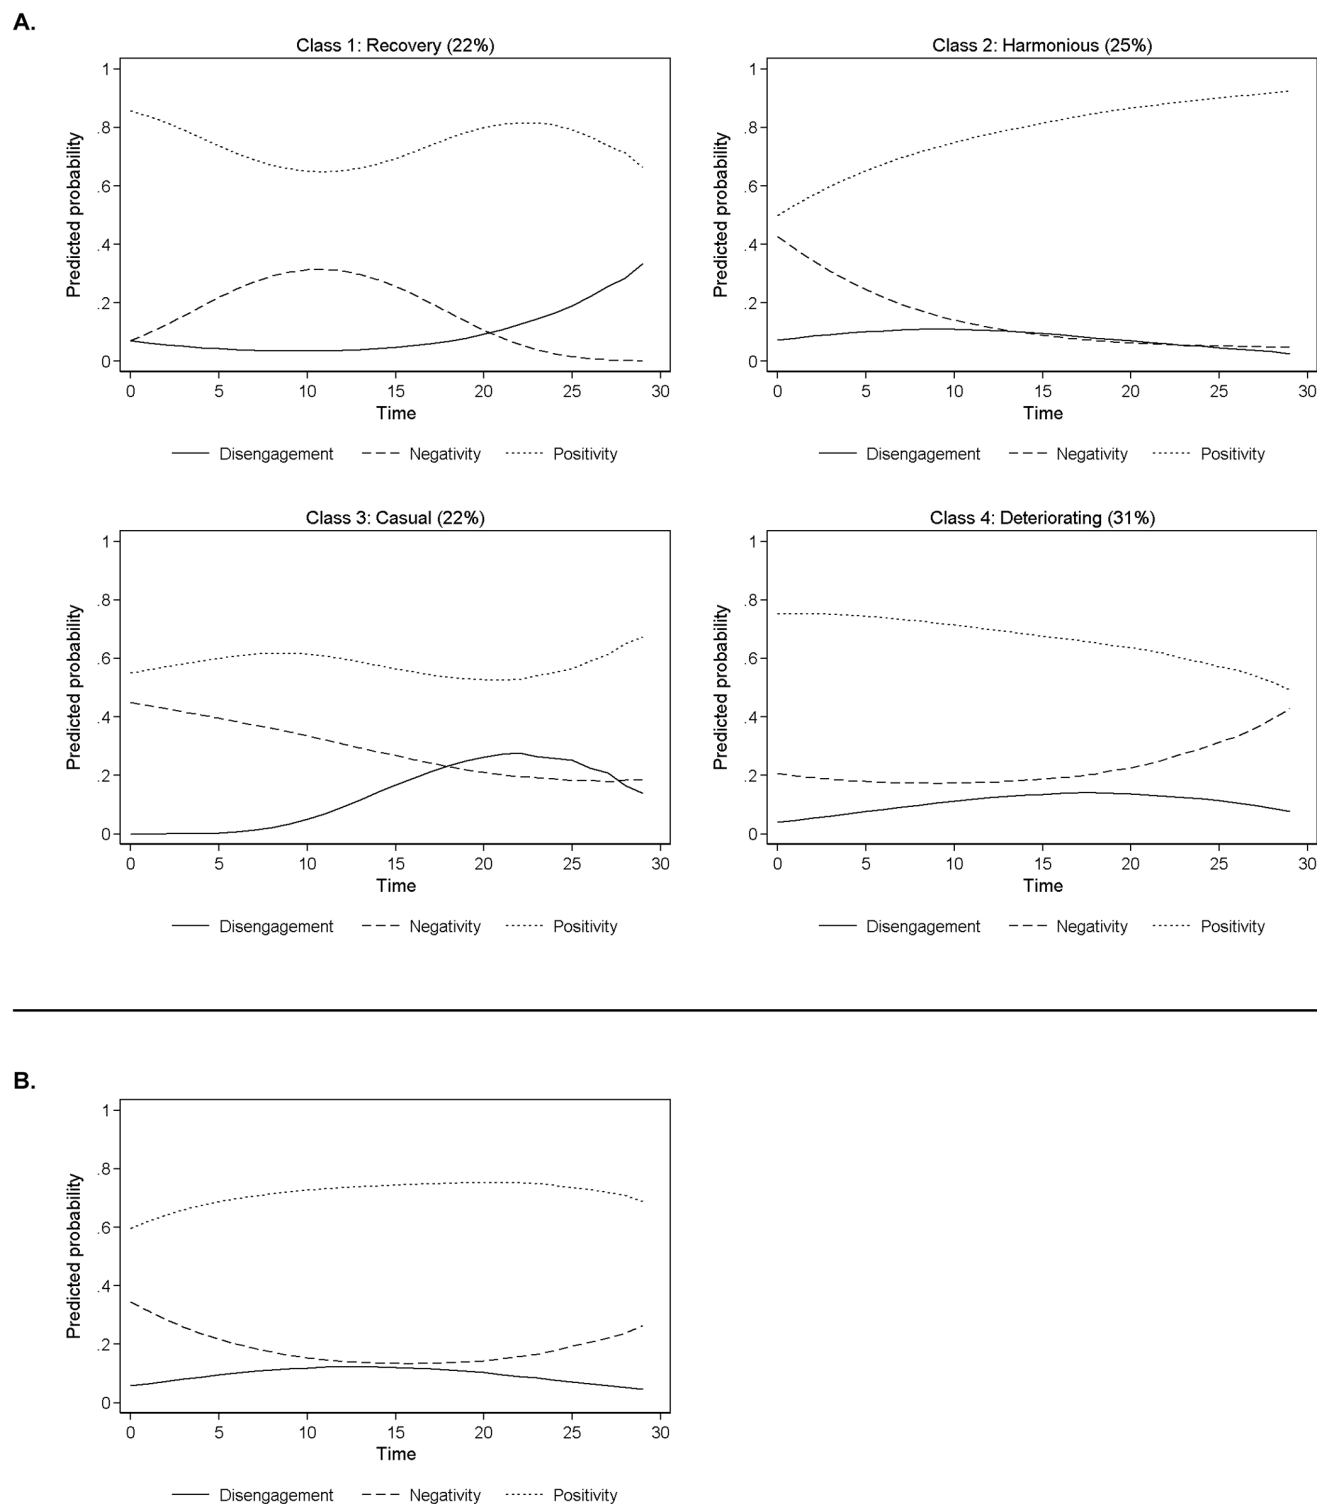 A.
Class 1: Recovery (22%)
Predicted probability
1
.8
.6
.4
.2
0
0 5 10 15 20 25 30
Time
Disengagement Negativity Positivity
Class 2: Harmonious (25%)
Predicted probability
1
.8
.6
.4
.2
0
0 5 10 15 20 25 30
Time
Disengagement Negativity Positivity
Class 3: Casual (22%)
Predicted probability
1
.8
.6
.4
.2
0
0 5 10 15 20 25 30
Time
Disengagement Negativity Positivity
Class 4: Deteriorating (31%)
Predicted probability
1
.8
.6
.4
.2
0
0 5 10 15 20 25 30
Time
Disengagement Negativity Positivity
B.
Predicted probability
1
.8
.6
.4
.2
0
0 5 10 15 20 25 30
Time
Disengagement Negativity Positivity